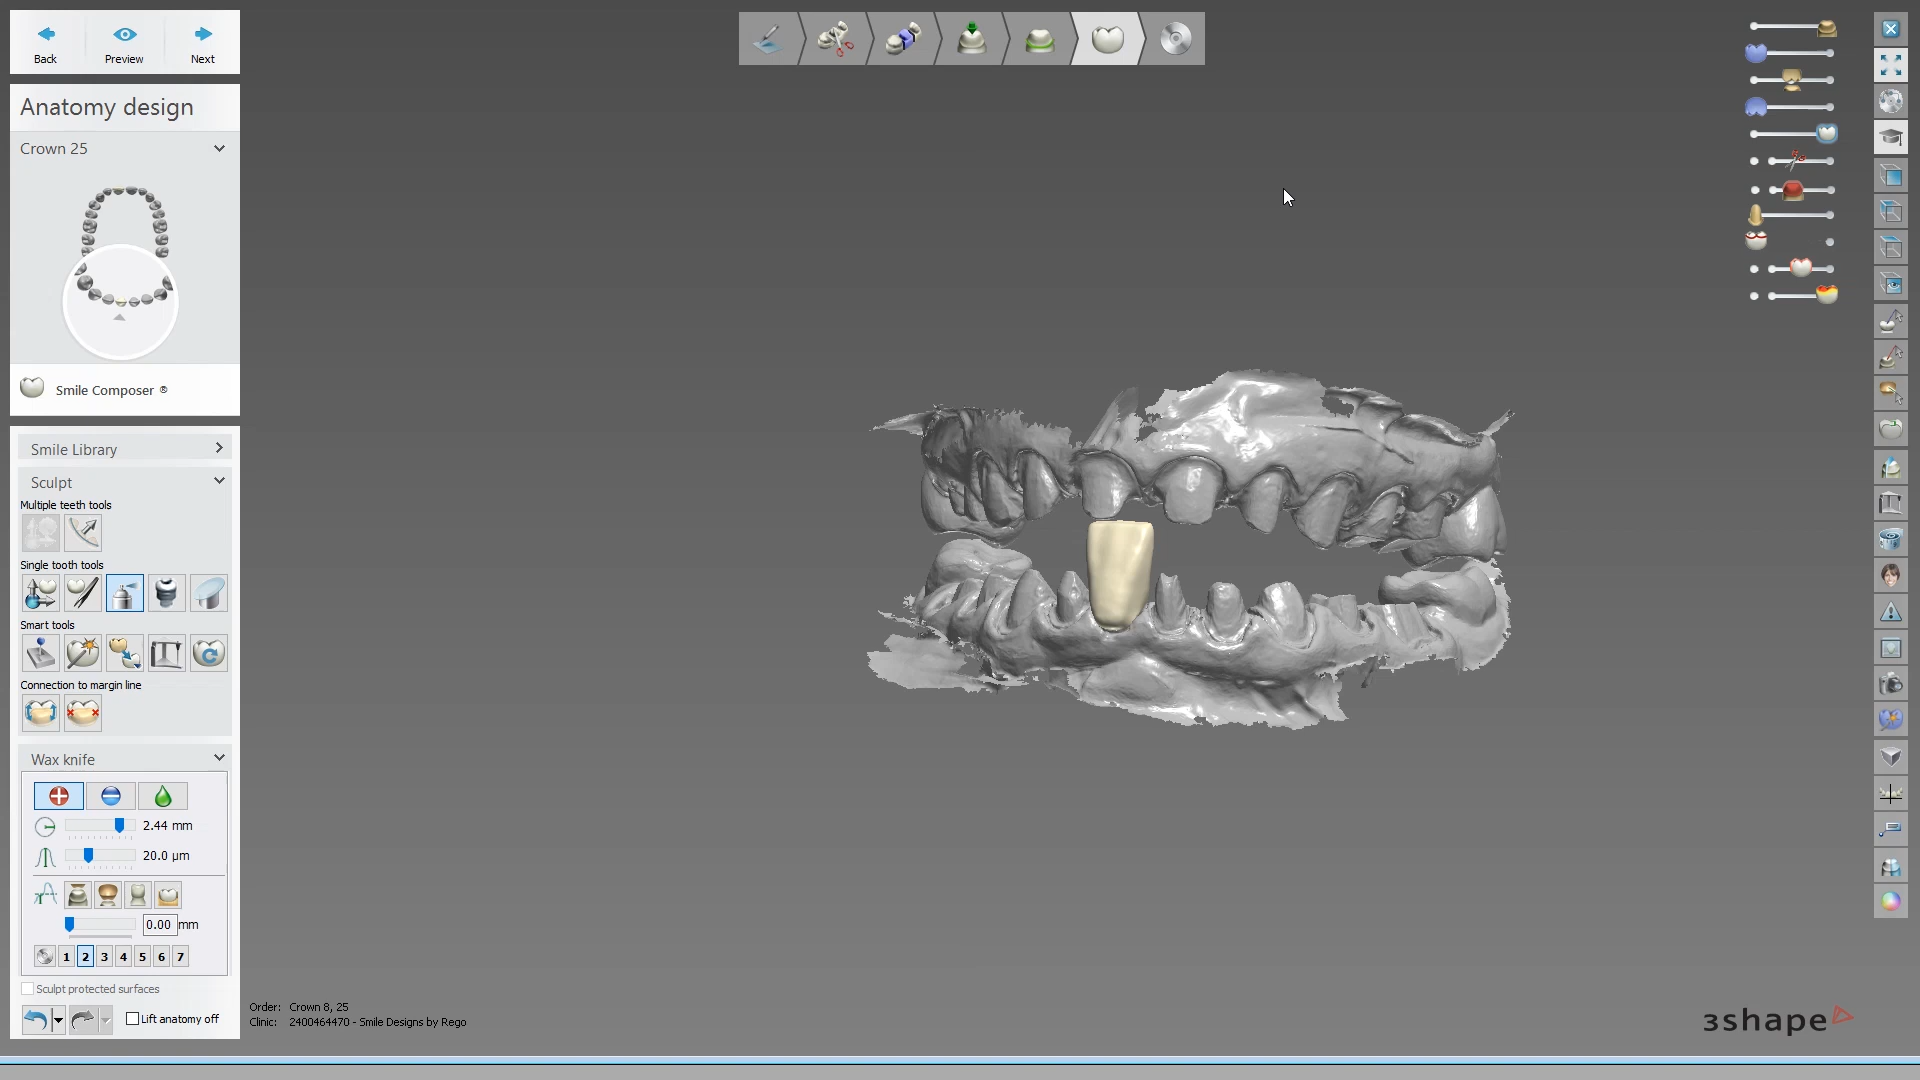 Back
Preview
Next
Anatomy design
Crown 25
Smile Composer ®
Smile Library
Sculpt
Multiple teeth tools
Single tooth tools
Smart tools
Connection to margin line
Wax knife
2.44 mm
20.0 µm
0.00 mm
1 2 3 4 5 6 7
Sculpt protected surfaces
Lift anatomy off
Order: Crown 8, 25
Clinic: 2400464470 - Smile Designs by Rego
3shape